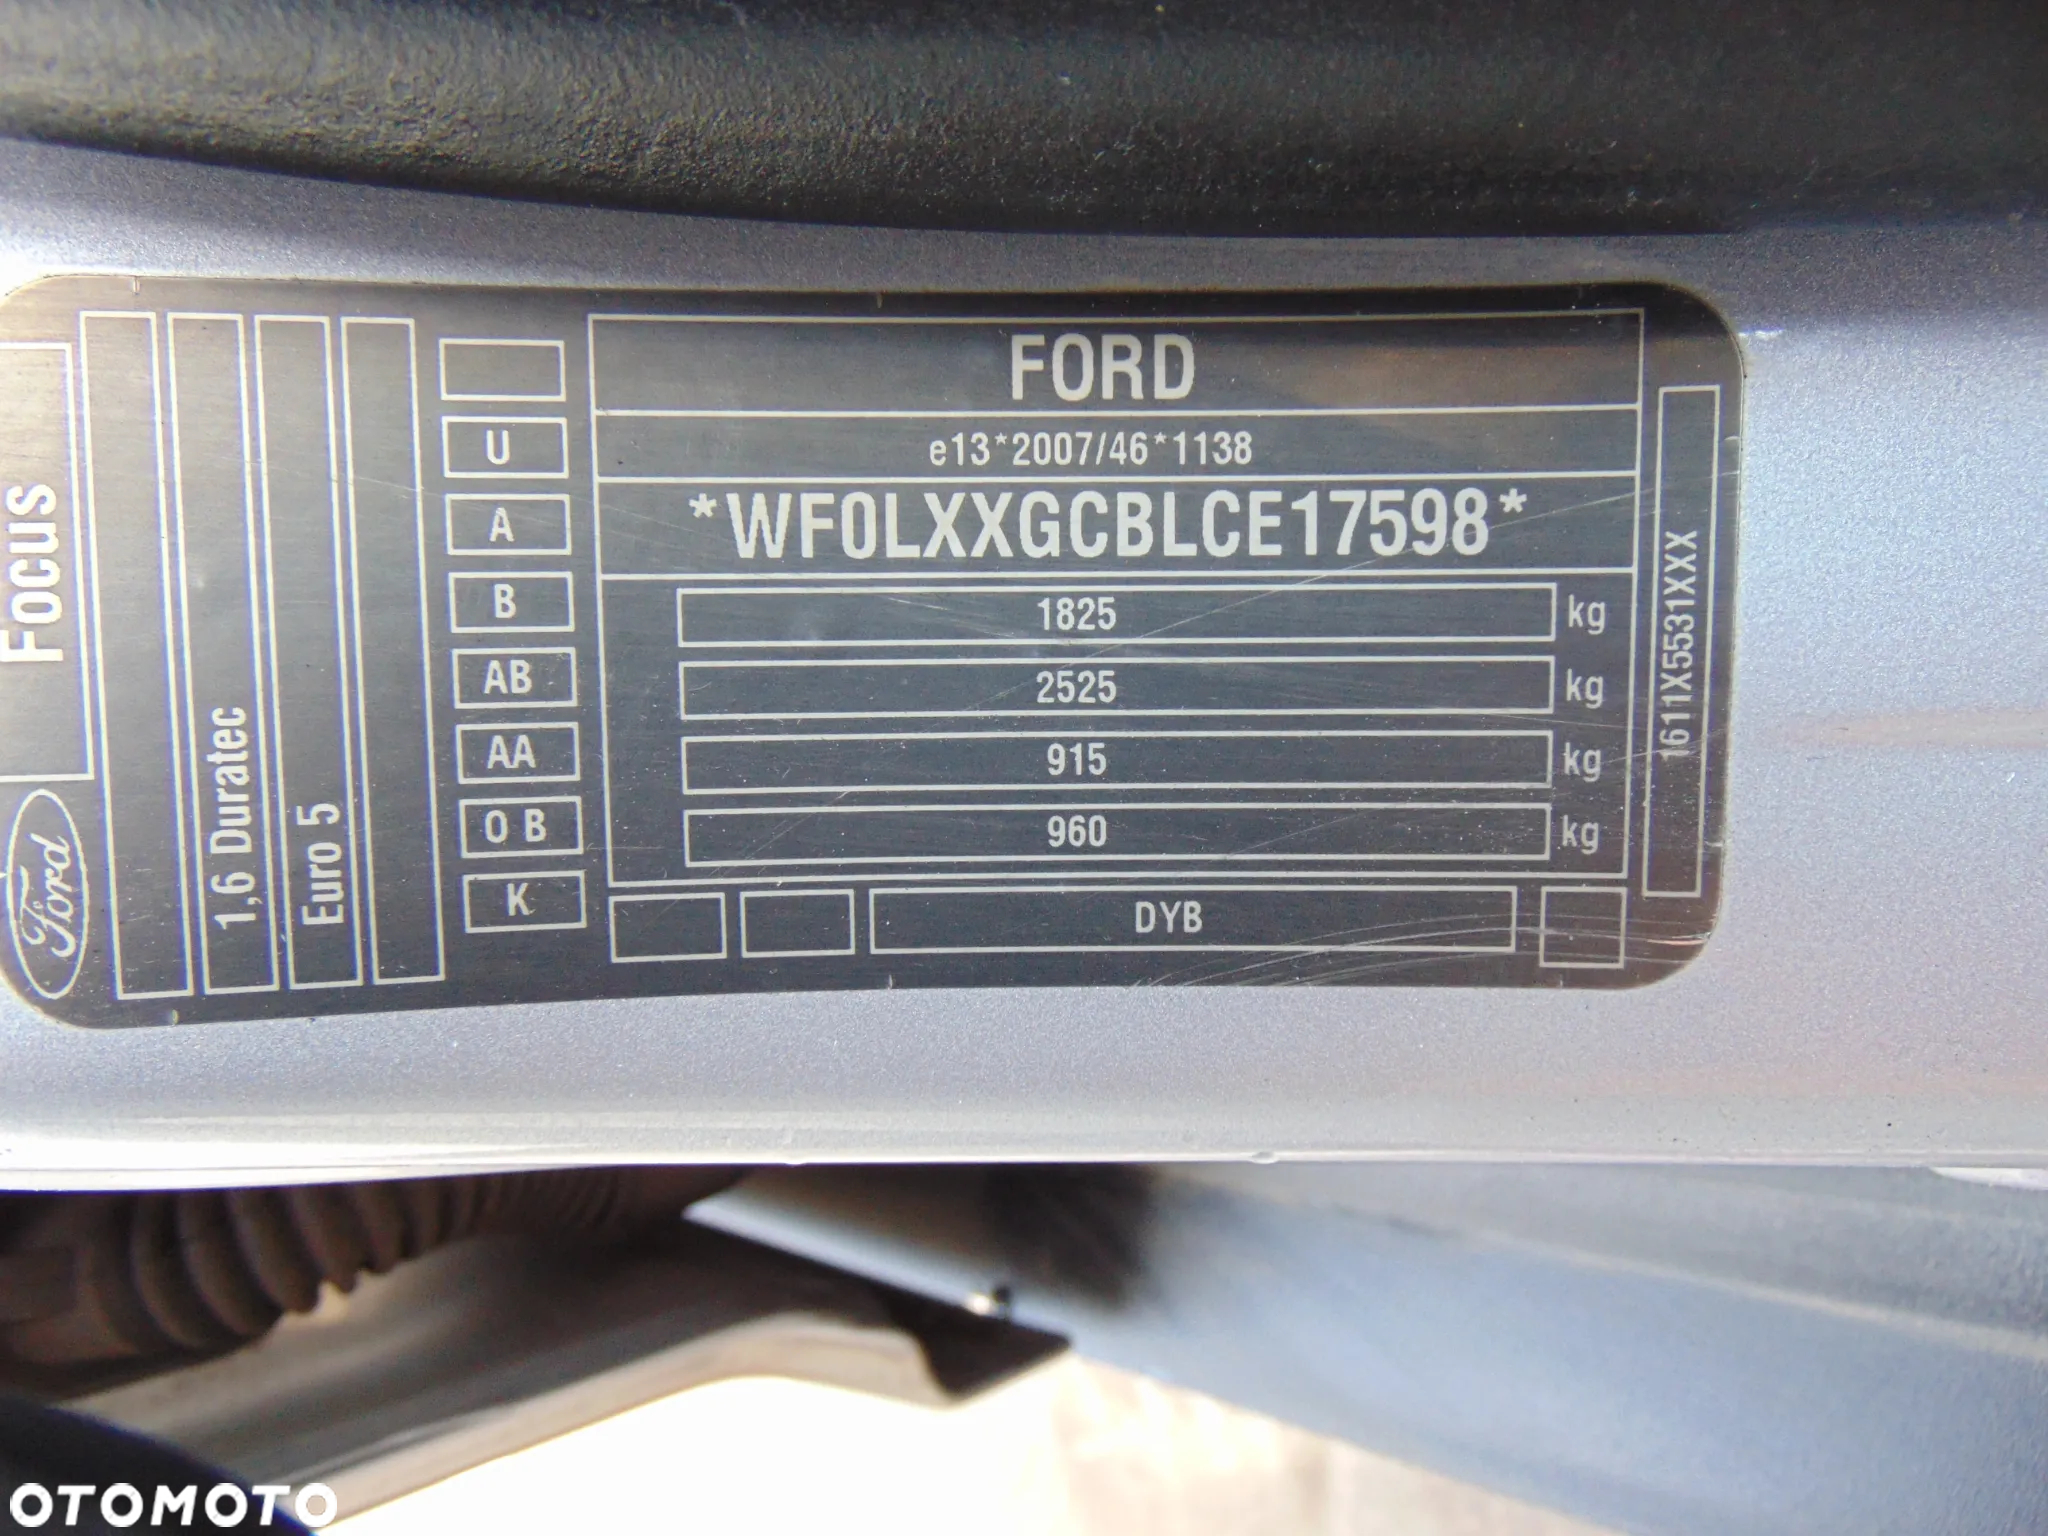 FORD
e13*2007/46*1138
*WF0LXXGCBLCE17598*
1825 kg
2525 kg
915 kg
960 kg
DYB
U
A
B
AB
AA
O B
K
Focus
Ford
1,6 Duratec
Euro 5
1611X5531XXX
OTOMOTO